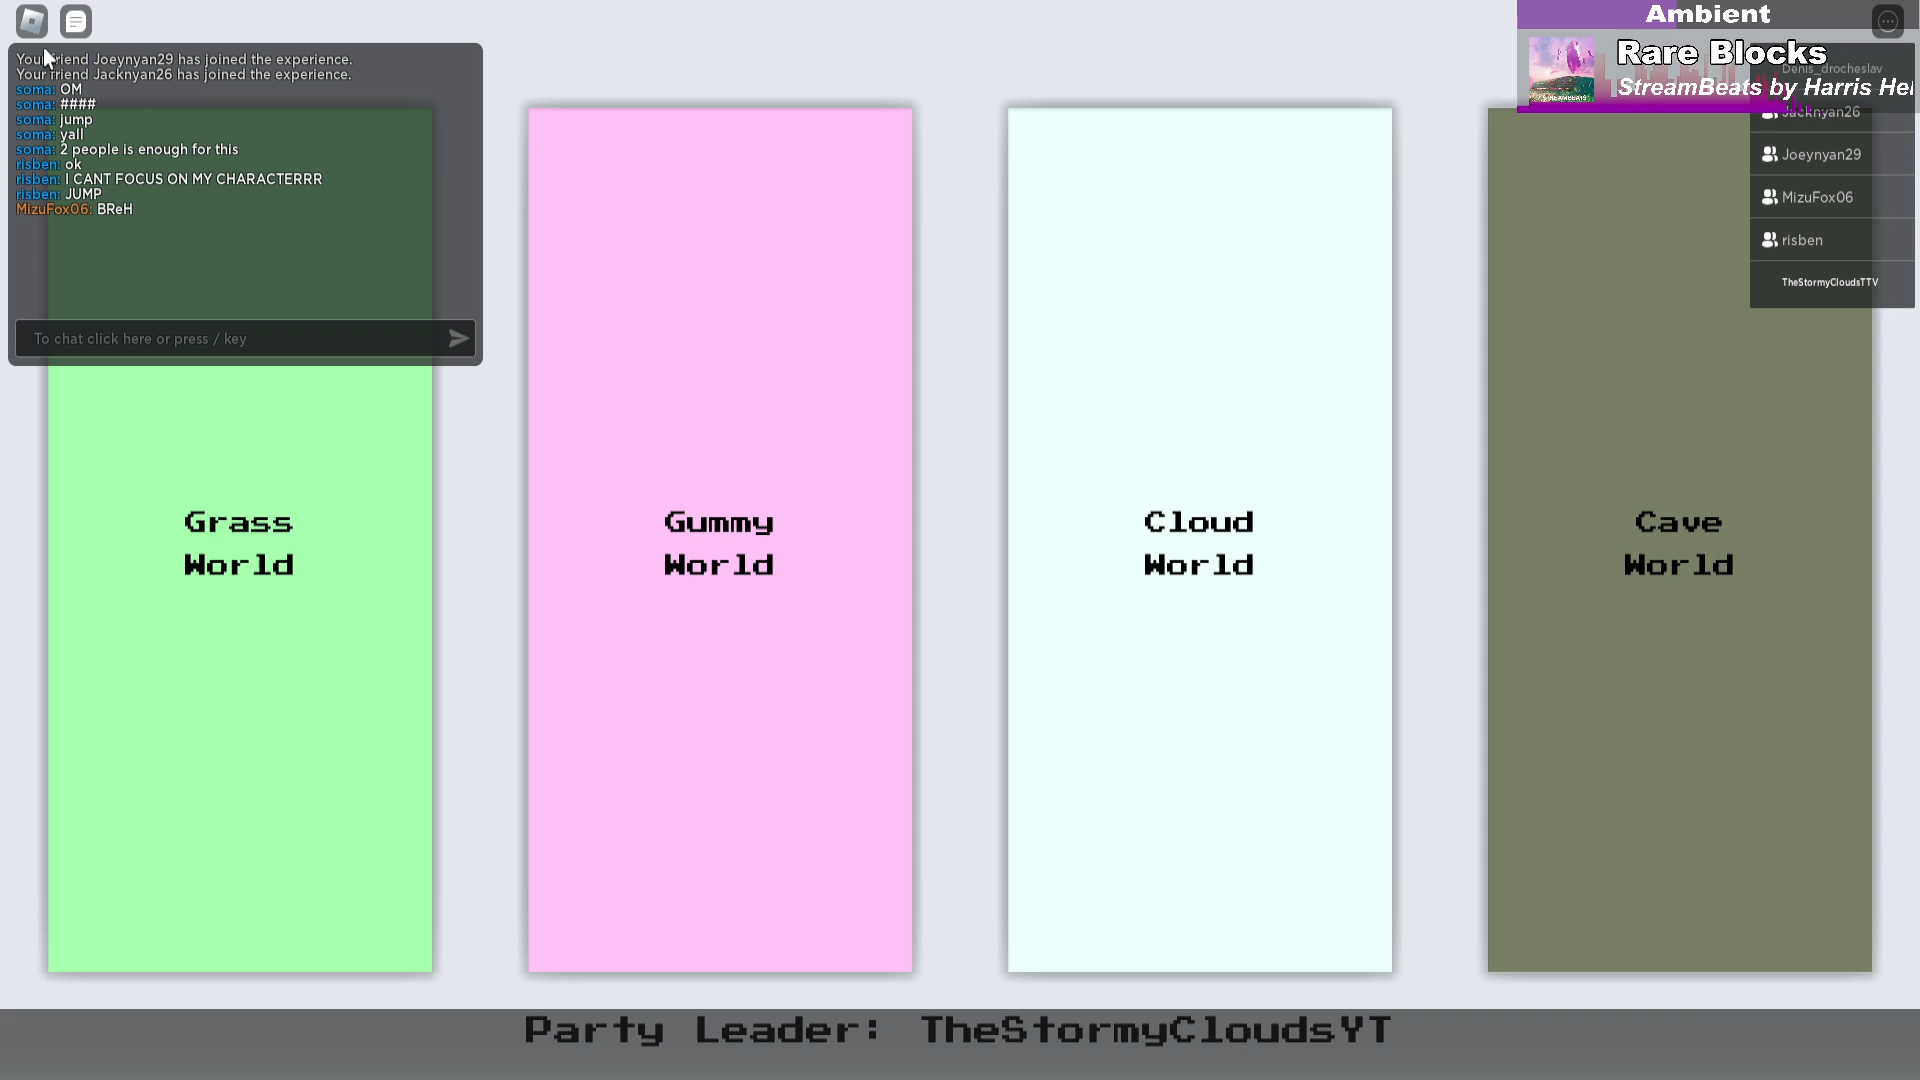 Your friend Joeynyan29 has joined the experience.
Your friend Jacknyan26 has joined the experience.
soma: OM
soma: ####
soma: jump
soma: yall
soma: 2 people is enough for this
risben: ok
risben: I CANT FOCUS ON MY CHARACTERRR
risben: JUMP
MizuFox06: BReH
To chat click here or press / key
Ambient
Rare Blocks
StreamBeats by Harris Hei
STREAMBEATS
Denis_drocheslav
Jacknyan26
Joeynyan29
MizuFox06
risben
TheStormyCloudsTTV
Grass
World
Gummy
World
Cloud
World
Cave
World
Party Leader: TheStormyCloudsYT